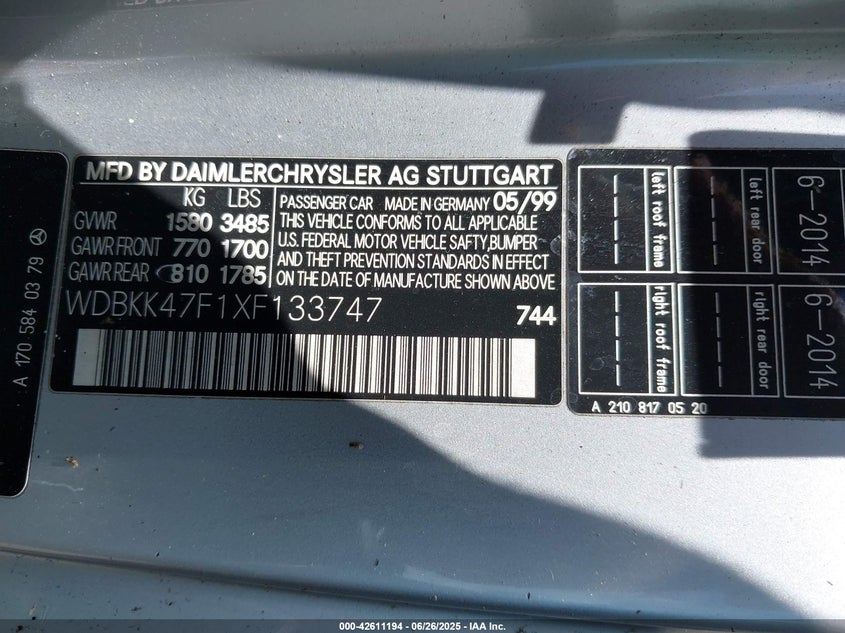 MFD BY DAIMLERCHRYSLER AG STUTTGART
KG LBS
GVWR 1580 3485
GAWR FRONT 770 1700
GAWR REAR 810 1785
PASSENGER CAR MADE IN GERMANY 05/99
THIS VEHICLE CONFORMS TO ALL APPLICABLE
U.S. FEDERAL MOTOR VEHICLE SAFTY,BUMPER
AND THEFT PREVENTION STANDARDS IN EFFECT
ON THE DATE OF MANUFACTURE SHOWN ABOVE
WDBKK47F1XF133747
744
A 170 584 03 79
left roof frame
left rear door
6-2014
right roof frame
right rear door
6-2014
A 210 817 05 20
000-42611194 - 06/26/2025 - IAA Inc.